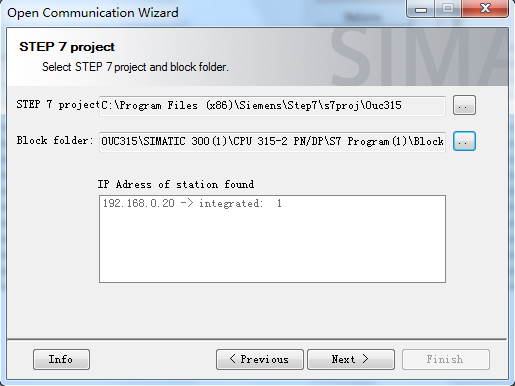 Open Communication Wizard
STEP 7 project
Select STEP 7 project and block folder.
SIMA
STEP 7 project C:\Program Files (x86)\Siemens\Step7\s7proj\Ouc315 ..
Block folder: OUC315\SIMATIC 300(1)\CPU 315-2 PN/DP\S7 Program(1)\Block ..
IP Adress of station found
192.168.0.20 -> integrated: 1
Info < Previous Next > Finish